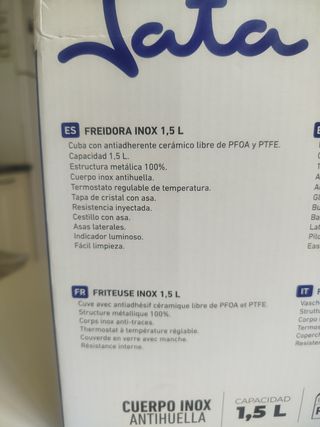 Jata
ES FREIDORA INOX 1,5 L
Cuba con antiadherente cerámico libre de PFOA y PTFE.
Capacidad 1,5 L.
Estructura metálica 100%.
Cuerpo inox antihuella.
Termostato regulable de temperatura.
Tapa de cristal con asa.
Resistencia inyectada.
Cestillo con asa.
Asas laterales.
Indicador luminoso.
Fácil limpieza.
FR FRITEUSE INOX 1,5 L
Cuve avec antiadhésif céramique libre de PFOA et PTFE.
Structure métallique 100%.
Corps inox anti-traces.
Thermostat à température réglable.
Couverde en verre avec manche.
Résistance interne.
IT
CUERPO INOX
ANTIHUELLA
CAPACIDAD
1,5 L